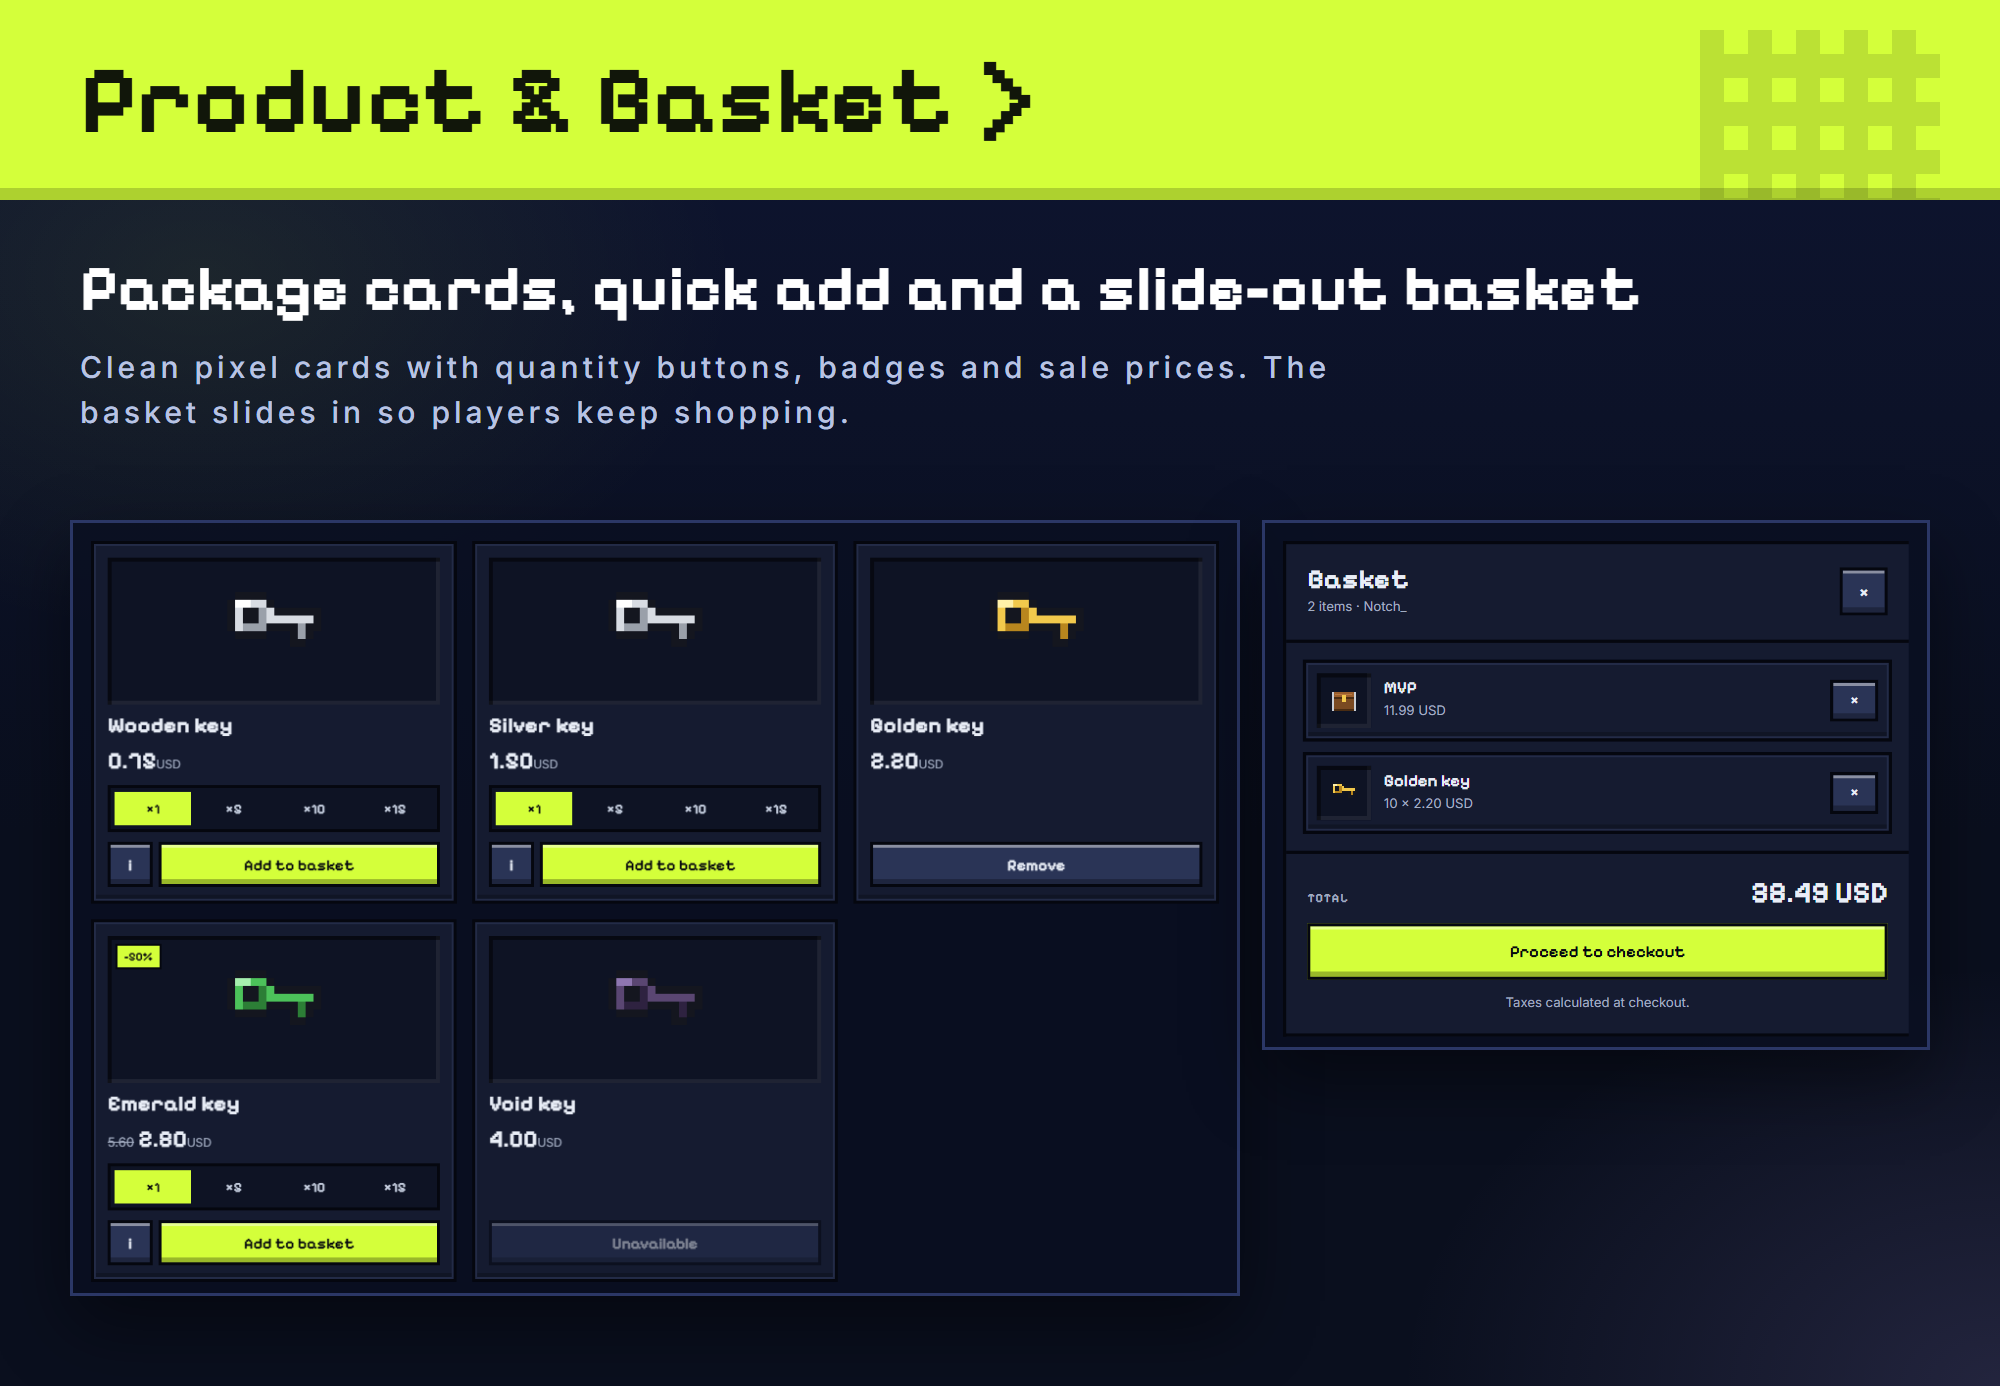 Product & Basket >
Package cards, quick add and a slide-out basket
Clean pixel cards with quantity buttons, badges and sale prices. The
basket slides in so players keep shopping.
Wooden key
0.75USD
×1 ×5 ×10 ×15
i Add to basket
Silver key
1.50USD
×1 ×5 ×10 ×15
i Add to basket
Golden key
2.20USD
Remove
-50%
Emerald key
5.60 2.80USD
×1 ×5 ×10 ×15
i Add to basket
Void key
4.00USD
Unavailable
Basket
2 items · Notch_
×
MVP
11.99 USD
×
Golden key
10 × 2.20 USD
×
TOTAL 38.49 USD
Proceed to checkout
Taxes calculated at checkout.